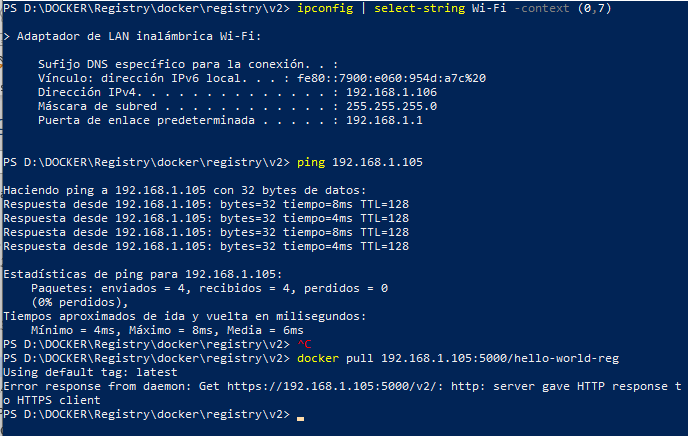 PS D:\DOCKER\Registry\docker\registry\v2> ipconfig | select-string Wi-Fi -context (0,7)
> Adaptador de LAN inalámbrica Wi-Fi:
Sufijo DNS específico para la conexión. . :
Vínculo: dirección IPv6 local. . . : fe80::7900:e060:954d:a7c%20
Dirección IPv4. . . . . . . . . . . . . . : 192.168.1.106
Máscara de subred . . . . . . . . . . . . : 255.255.255.0
Puerta de enlace predeterminada . . . . . : 192.168.1.1
PS D:\DOCKER\Registry\docker\registry\v2> ping 192.168.1.105
Haciendo ping a 192.168.1.105 con 32 bytes de datos:
Respuesta desde 192.168.1.105: bytes=32 tiempo=8ms TTL=128
Respuesta desde 192.168.1.105: bytes=32 tiempo=4ms TTL=128
Respuesta desde 192.168.1.105: bytes=32 tiempo=8ms TTL=128
Respuesta desde 192.168.1.105: bytes=32 tiempo=4ms TTL=128
Estadísticas de ping para 192.168.1.105:
Paquetes: enviados = 4, recibidos = 4, perdidos = 0
(0% perdidos),
Tiempos aproximados de ida y vuelta en milisegundos:
Mínimo = 4ms, Máximo = 8ms, Media = 6ms
PS D:\DOCKER\Registry\docker\registry\v2> ^C
PS D:\DOCKER\Registry\docker\registry\v2> docker pull 192.168.1.105:5000/hello-world-reg
Using default tag: latest
Error response from daemon: Get https://192.168.1.105:5000/v2/: http: server gave HTTP response t
o HTTPS client
PS D:\DOCKER\Registry\docker\registry\v2>